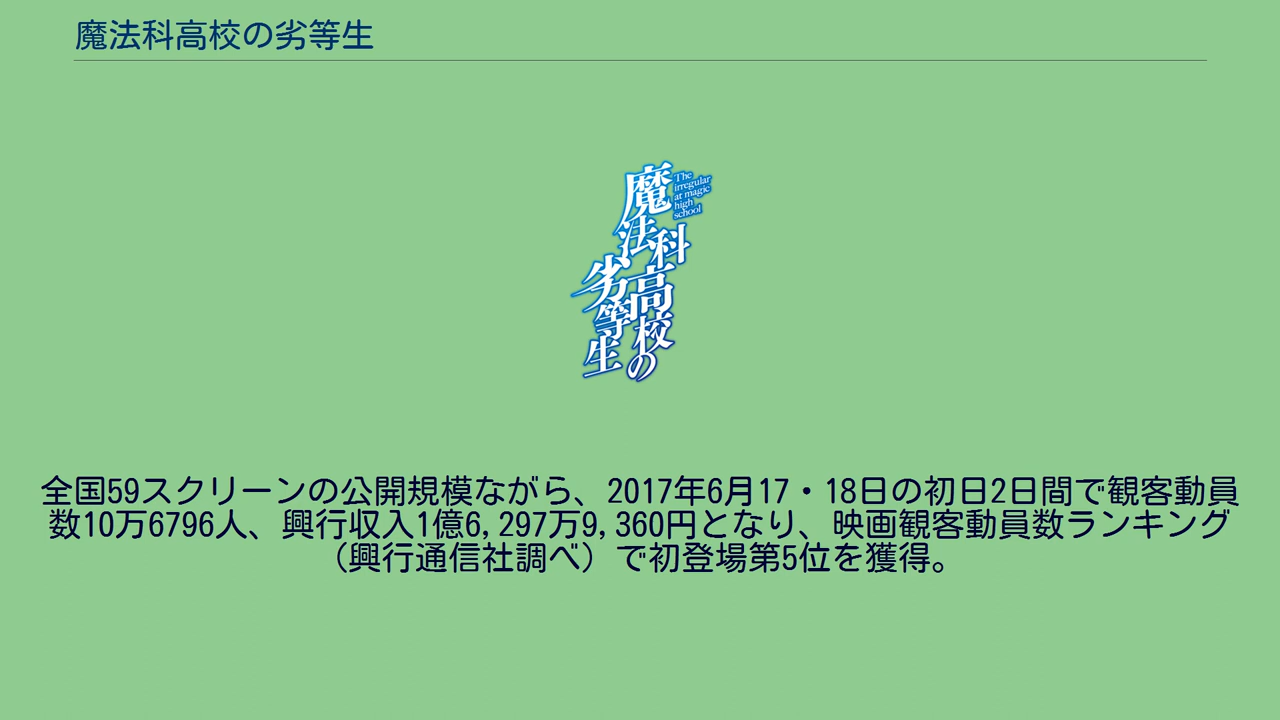 魔法科高校の劣等生
魔法科高校の劣等生
The
irregular
at magic
high
school
全国59スクリーンの公開規模ながら、2017年6月17・18日の初日2日間で観客動員
数10万6796人、興行収入1億6,297万9,360円となり、映画観客動員数ランキング
（興行通信社調べ）で初登場第5位を獲得。